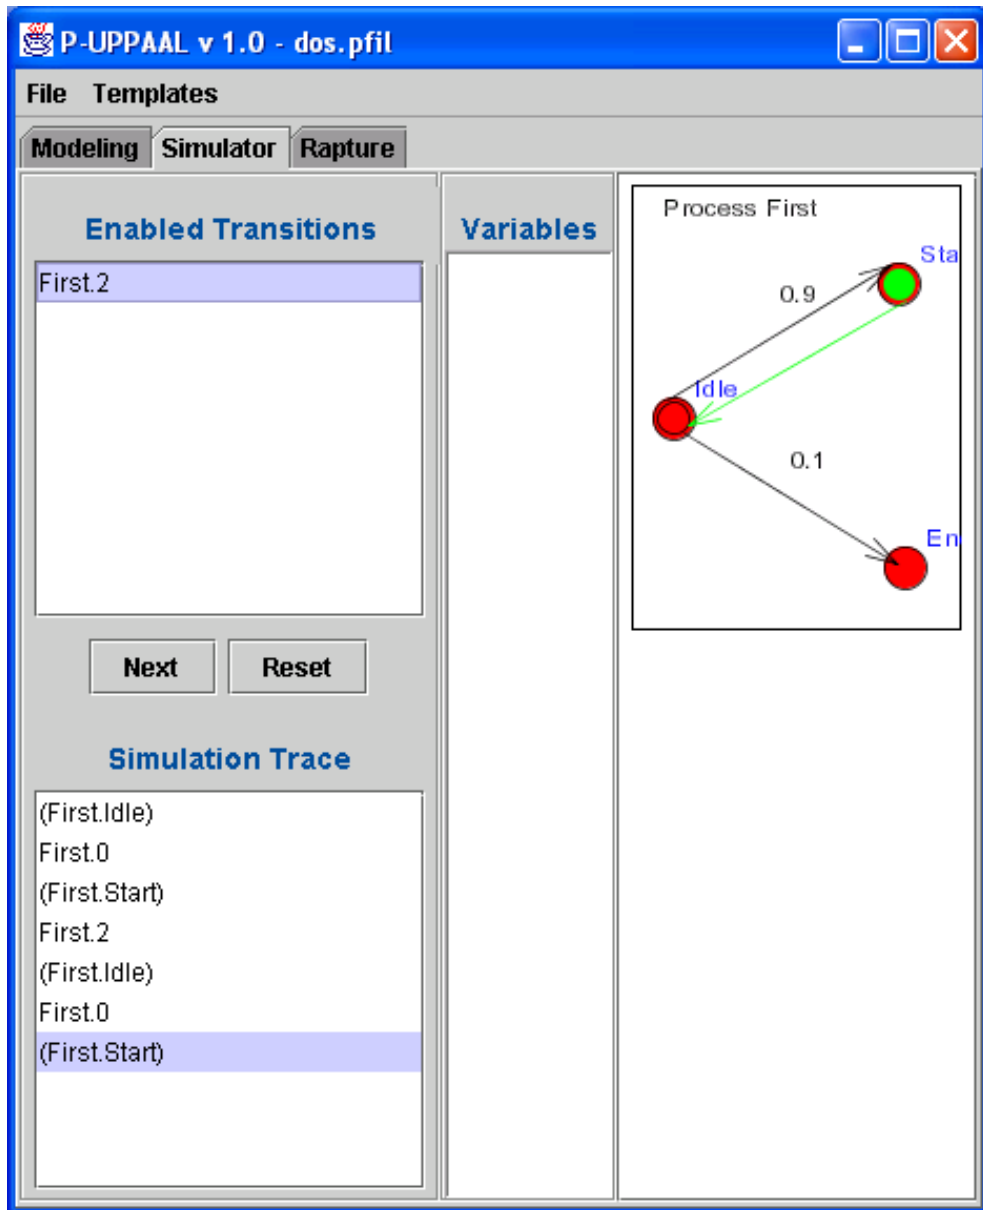 P-UPPAAL v 1.0 - dos.pfil
File Templates
Modeling Simulator Rapture
Enabled Transitions
First.2
Next Reset
Simulation Trace
(First.Idle)
First.0
(First.Start)
First.2
(First.Idle)
First.0
(First.Start)
Variables
Process First
Sta
0.9
Idle
0.1
En